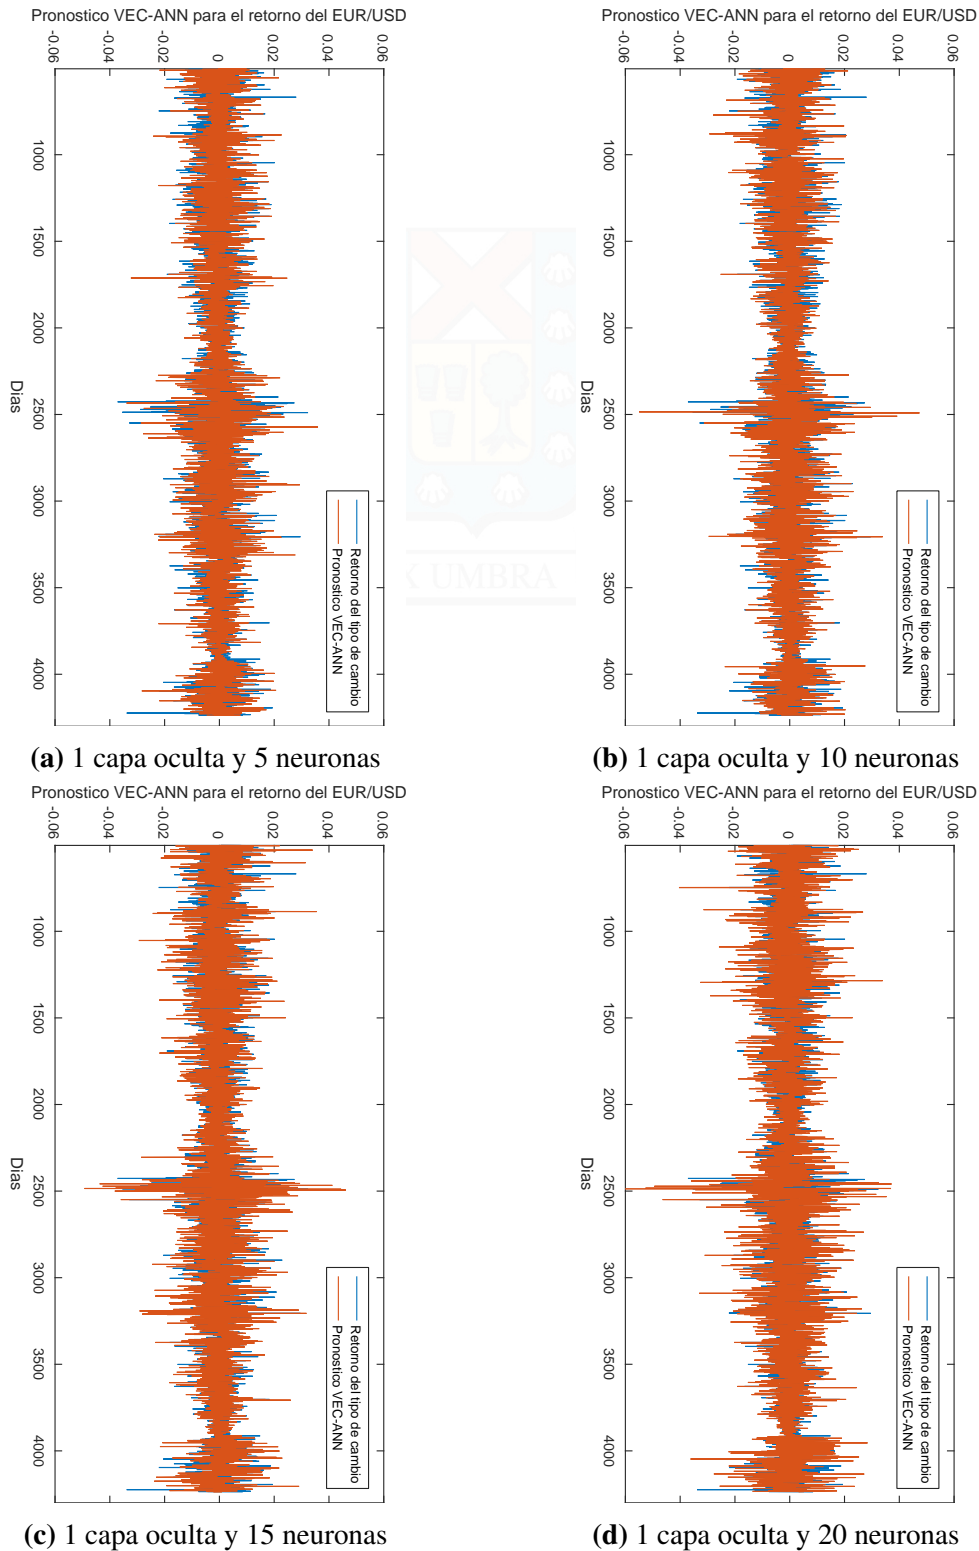 Pronostico VEC-ANN para el retorno del EUR/USD
-0.06
-0.04
-0.02
0
0.02
0.04
0.06
1000
1500
2000
2500
3000
3500
4000
Dias
Retorno del tipo de cambio
Pronostico VEC-ANN
(a) 1 capa oculta y 5 neuronas
Pronostico VEC-ANN para el retorno del EUR/USD
-0.06
-0.04
-0.02
0
0.02
0.04
0.06
1000
1500
2000
2500
3000
3500
4000
Dias
Retorno del tipo de cambio
Pronostico VEC-ANN
(b) 1 capa oculta y 10 neuronas
X UMBRA
Pronostico VEC-ANN para el retorno del EUR/USD
-0.06
-0.04
-0.02
0
0.02
0.04
0.06
1000
1500
2000
2500
3000
3500
4000
Dias
Retorno del tipo de cambio
Pronostico VEC-ANN
(c) 1 capa oculta y 15 neuronas
Pronostico VEC-ANN para el retorno del EUR/USD
-0.06
-0.04
-0.02
0
0.02
0.04
0.06
1000
1500
2000
2500
3000
3500
4000
Dias
Retorno del tipo de cambio
Pronostico VEC-ANN
(d) 1 capa oculta y 20 neuronas